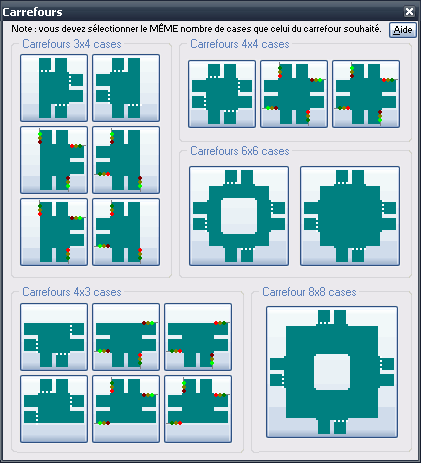 Carrefours
Note : vous devez sélectionner le MÊME nombre de cases que celui du carrefour souhaité.
Aide
Carrefours 3x4 cases
Carrefours 4x4 cases
Carrefours 6x6 cases
Carrefours 4x3 cases
Carrefour 8x8 cases